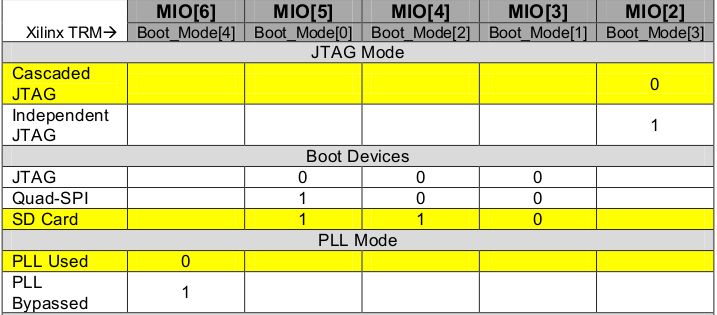 MIO[6] MIO[5] MIO[4] MIO[3] MIO[2]
Xilinx TRM→ Boot_Mode[4] Boot_Mode[0] Boot_Mode[2] Boot_Mode[1] Boot_Mode[3]
JTAG Mode
Cascaded
JTAG 0
Independent
JTAG 1
Boot Devices
JTAG 0 0 0
Quad-SPI 1 0 0
SD Card 1 1 0
PLL Mode
PLL Used 0
PLL
Bypassed 1